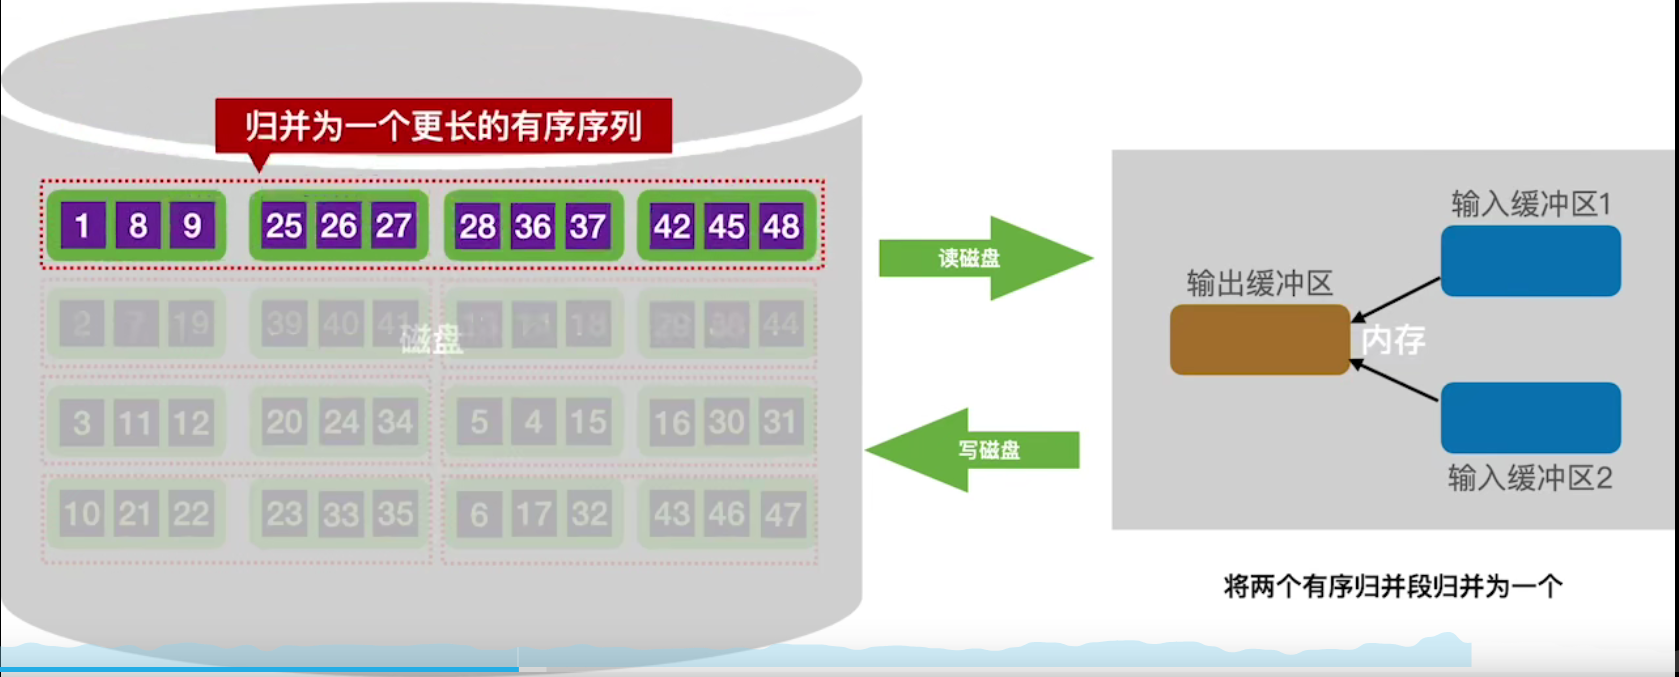 归并为一个更长的有序序列
1 8 9 25 26 27 28 36 37 42 45 48
2 7 19 39 40 41 44
磁盘
3 11 12 20 24 34 5 4 15 16 30 31
10 21 22 23 33 35 6 17 32 43 46 47
读磁盘
写磁盘
输入缓冲区1
输出缓冲区
内存
输入缓冲区2
将两个有序归并段归并为一个